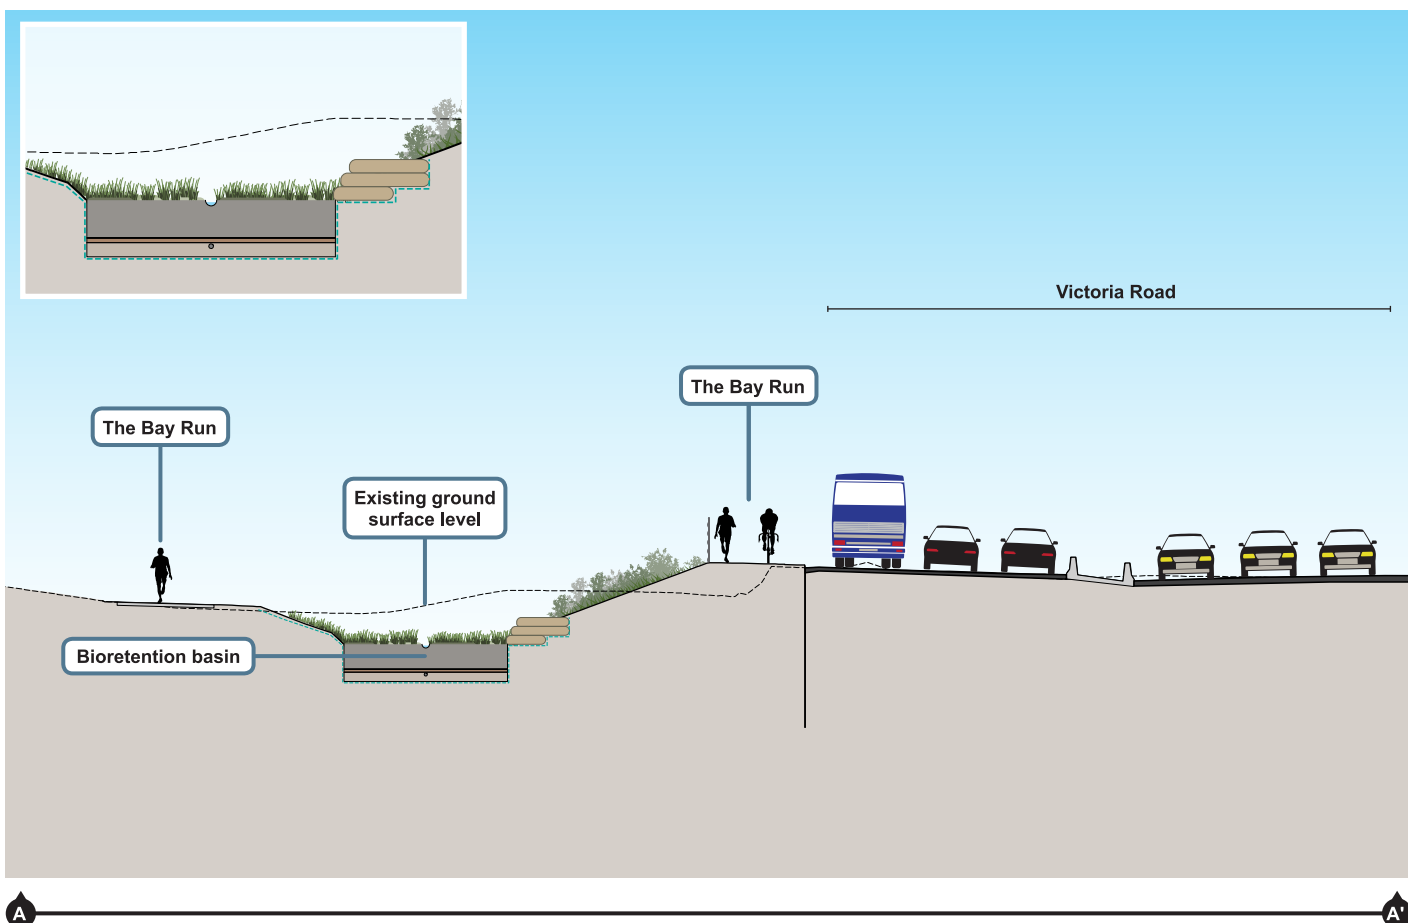 Victoria Road
The Bay Run
The Bay Run
Existing ground
surface level
Bioretention basin
A
A'